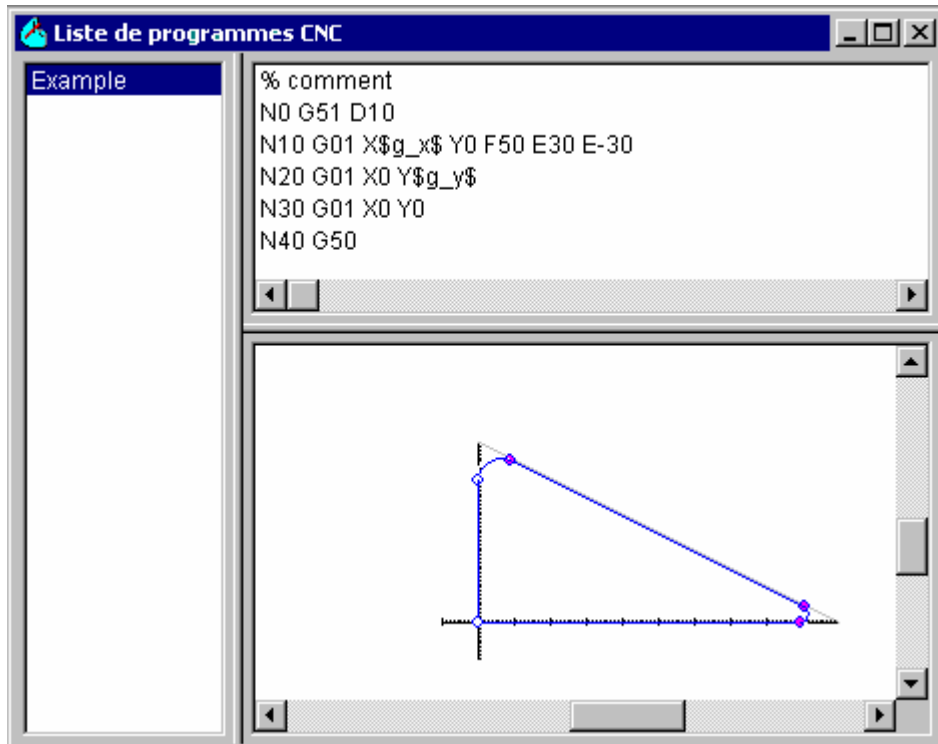 Liste de programmes CNC
Example
% comment
N0 G51 D10
N10 G01 X$g_x$ Y0 F50 E30 E-30
N20 G01 X0 Y$g_y$
N30 G01 X0 Y0
N40 G50